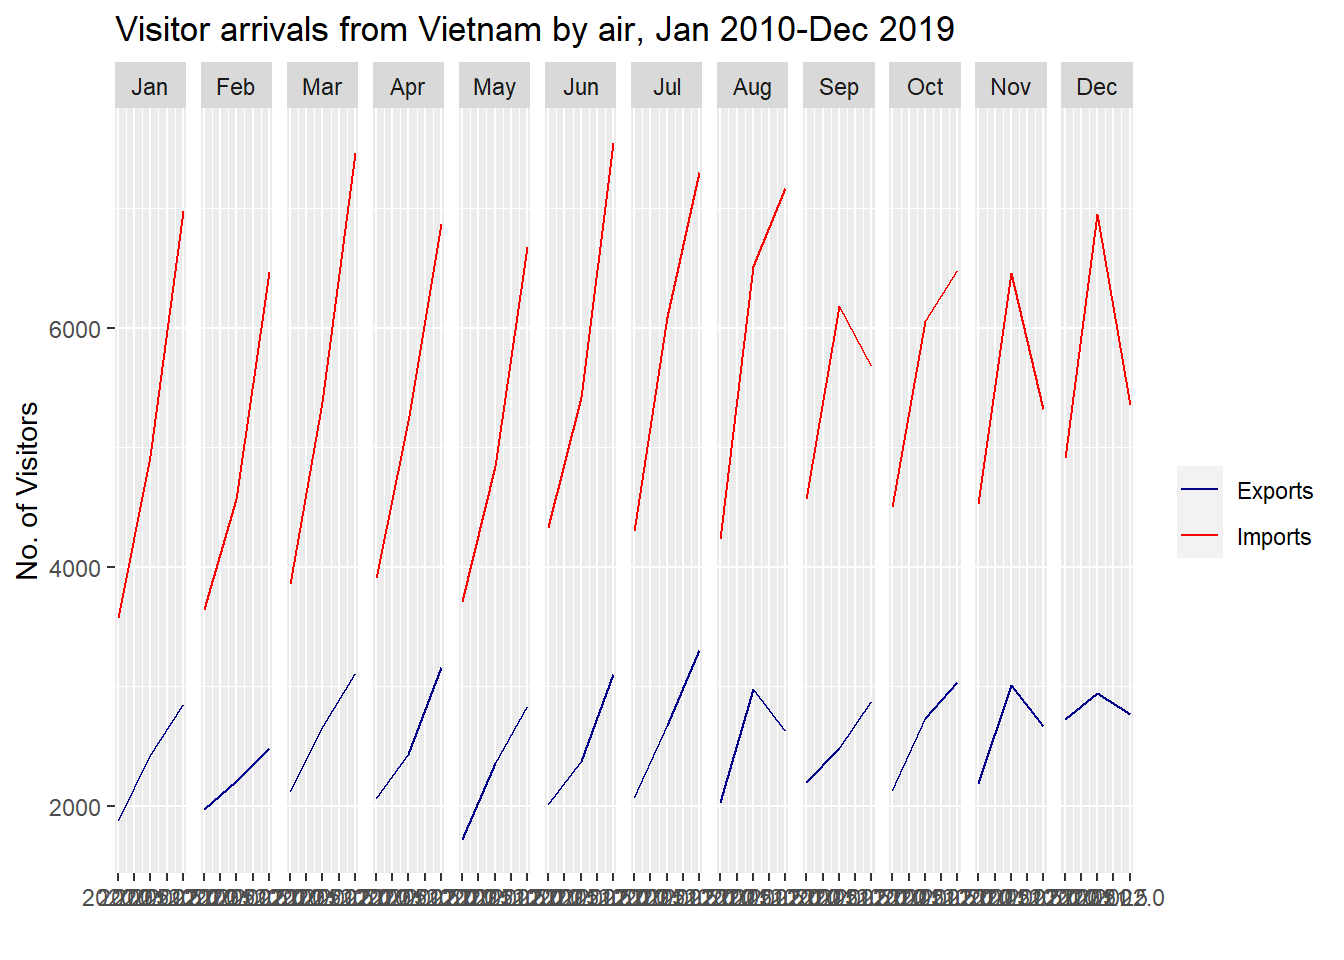 Visitor arrivals from Vietnam by air, Jan 2010-Dec 2019
Jan Feb Mar Apr May Jun Jul Aug Sep Oct Nov Dec
6000
4000
2000
No. of Visitors
Exports
Imports